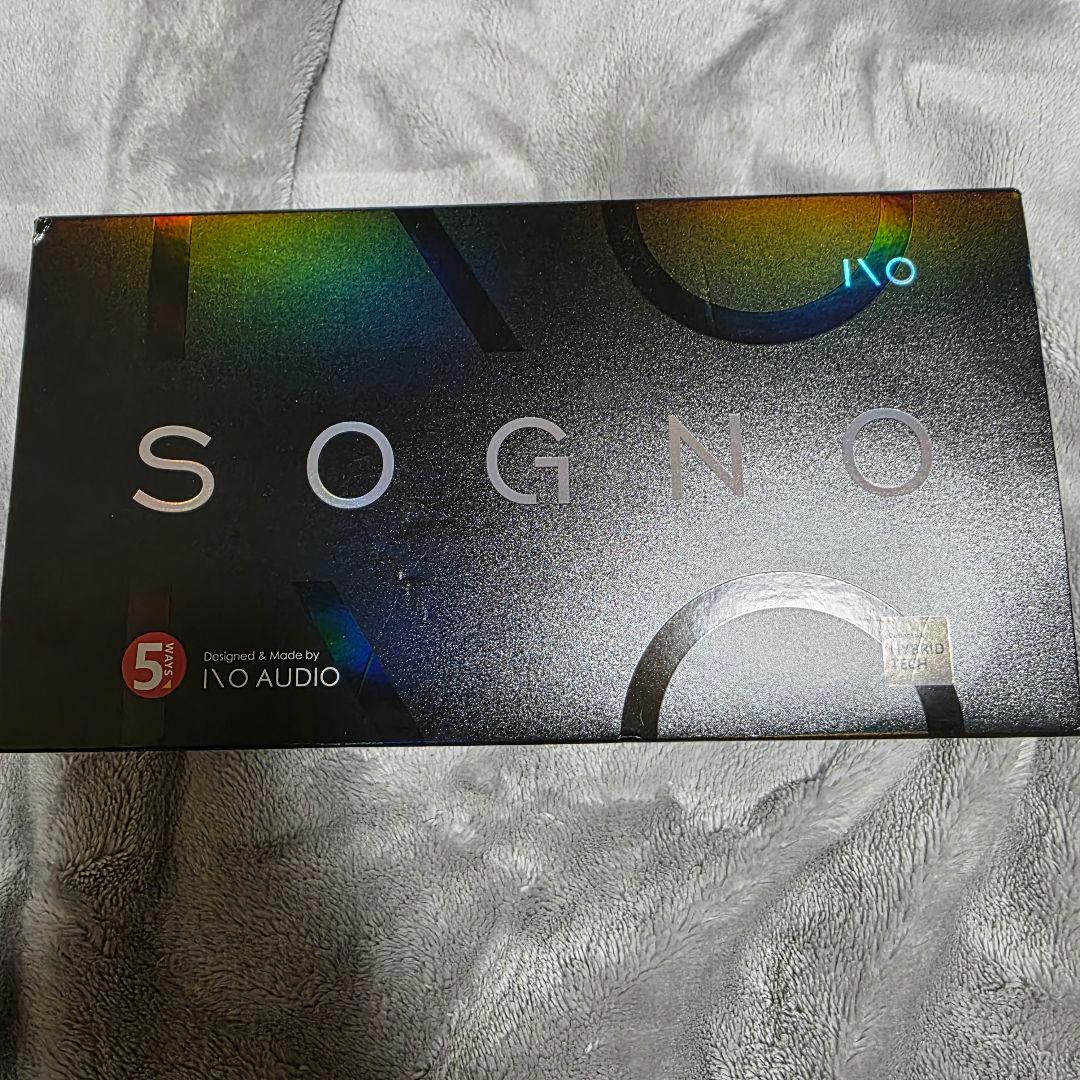 I\O
SOGNO
5 WAYS
Designed & Made by
I\O AUDIO
HYBRID
TECH